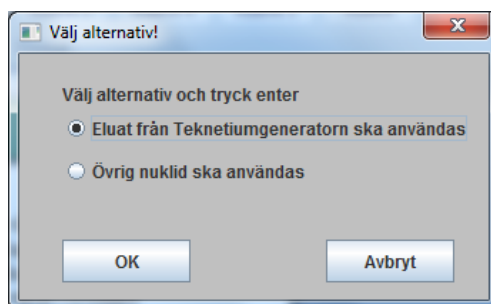 Välj alternativ!
Välj alternativ och tryck enter
Eluat från Teknetiumgeneratorn ska användas
Övrig nuklid ska användas
OK
Avbryt